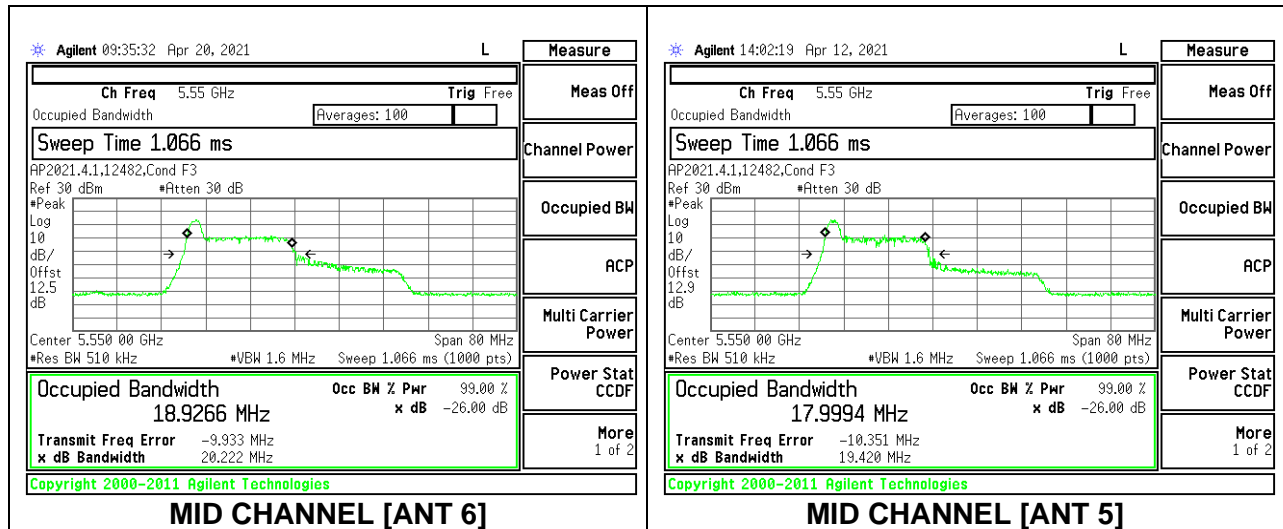 Agilent 09:35:32 Apr 20, 2021 L Measure
Ch Freq 5.55 GHz Trig Free
Occupied Bandwidth Averages: 100
Sweep Time 1.066 ms
AP2021.4.1,12482,Cond F3
Ref 30 dBm #Atten 30 dB
#Peak
Log
10
dB/
Offst
12.5
dB
Center 5.550 00 GHz Span 80 MHz
#Res BW 510 kHz #VBW 1.6 MHz Sweep 1.066 ms (1000 pts)
Occupied Bandwidth Occ BW % Pwr 99.00 %
18.9266 MHz x dB -26.00 dB
Transmit Freq Error -9.933 MHz
x dB Bandwidth 20.222 MHz
Copyright 2000-2011 Agilent Technologies
Meas Off
Channel Power
Occupied BW
ACP
Multi Carrier
Power
Power Stat
CCDF
More
1 of 2
MID CHANNEL [ANT 6]
Agilent 14:02:19 Apr 12, 2021 L Measure
Ch Freq 5.55 GHz Trig Free
Occupied Bandwidth Averages: 100
Sweep Time 1.066 ms
AP2021.4.1,12482,Cond F3
Ref 30 dBm #Atten 30 dB
#Peak
Log
10
dB/
Offst
12.9
dB
Center 5.550 00 GHz Span 80 MHz
#Res BW 510 kHz #VBW 1.6 MHz Sweep 1.066 ms (1000 pts)
Occupied Bandwidth Occ BW % Pwr 99.00 %
17.9994 MHz x dB -26.00 dB
Transmit Freq Error -10.351 MHz
x dB Bandwidth 19.420 MHz
Copyright 2000-2011 Agilent Technologies
Meas Off
Channel Power
Occupied BW
ACP
Multi Carrier
Power
Power Stat
CCDF
More
1 of 2
MID CHANNEL [ANT 5]